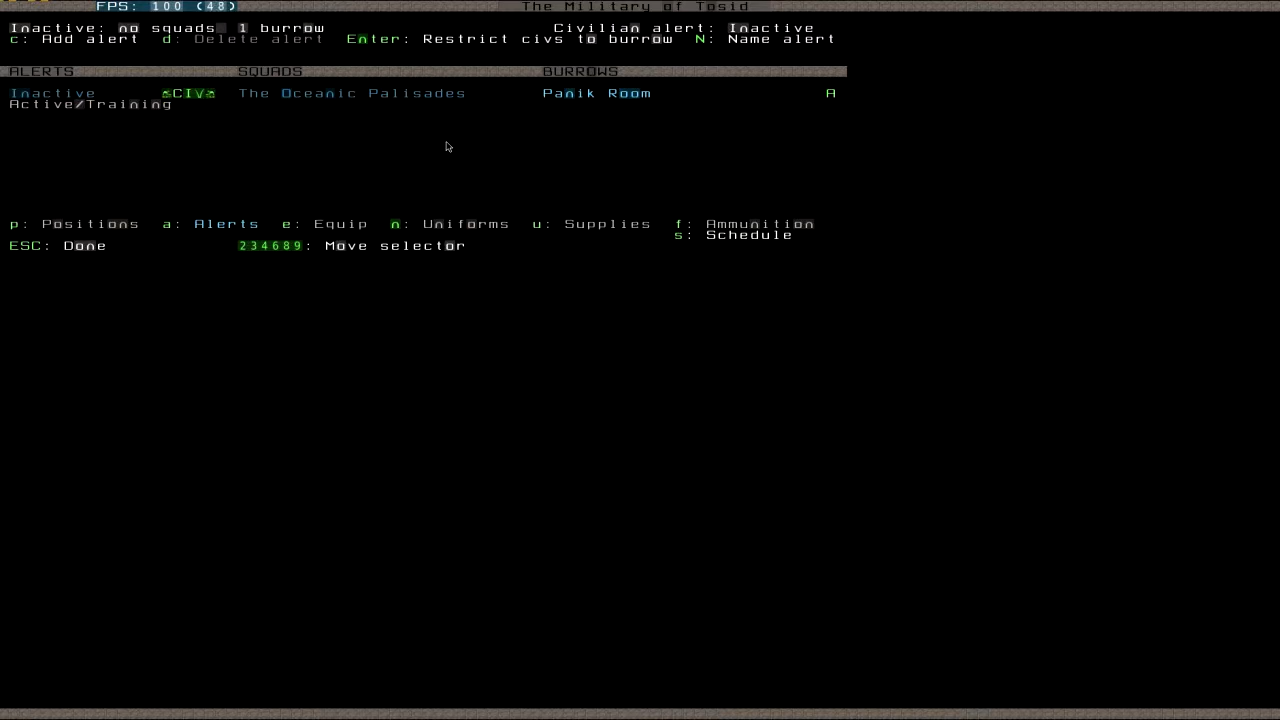 FPS: 100 (48)
The Military of Tosid
Inactive: no squads 1 burrow Civilian alert: Inactive
c: Add alert d: Delete alert Enter: Restrict civs to burrow N: Name alert
ALERTS SQUADS BURROWS
Inactive CIV The Oceanic Palisades Panik Room A
Active/Training
p: Positions a: Alerts e: Equip n: Uniforms u: Supplies f: Ammunition
s: Schedule
ESC: Done 234689: Move selector